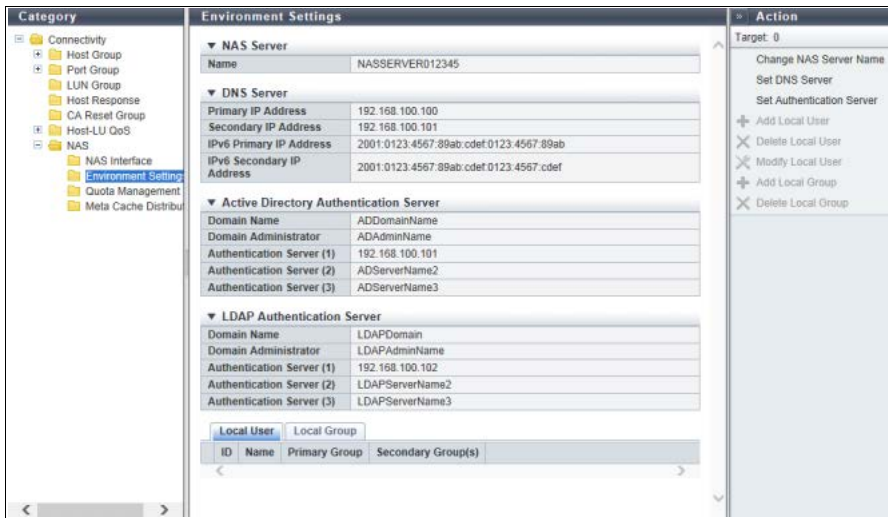 Category
Connectivity
Host Group
Port Group
LUN Group
Host Response
CA Reset Group
Host-LU QoS
NAS
NAS Interface
Environment Settings
Quota Management
Meta Cache Distribut
Environment Settings
▼ NAS Server
Name NASSERVER012345
▼ DNS Server
Primary IP Address 192.168.100.100
Secondary IP Address 192.168.100.101
IPv6 Primary IP Address 2001:0123:4567:89ab:cdef:0123:4567:89ab
IPv6 Secondary IP
Address 2001:0123:4567:89ab:cdef:0123:4567:cdef
▼ Active Directory Authentication Server
Domain Name ADDomainName
Domain Administrator ADAdminName
Authentication Server (1) 192.168.100.101
Authentication Server (2) ADServerName2
Authentication Server (3) ADServerName3
▼ LDAP Authentication Server
Domain Name LDAPDomain
Domain Administrator LDAPAdminName
Authentication Server (1) 192.168.100.102
Authentication Server (2) LDAPServerName2
Authentication Server (3) LDAPServerName3
Local User Local Group
ID Name Primary Group Secondary Group(s)
» Action
Target: 0
Change NAS Server Name
Set DNS Server
Set Authentication Server
Add Local User
Delete Local User
Modify Local User
Add Local Group
Delete Local Group